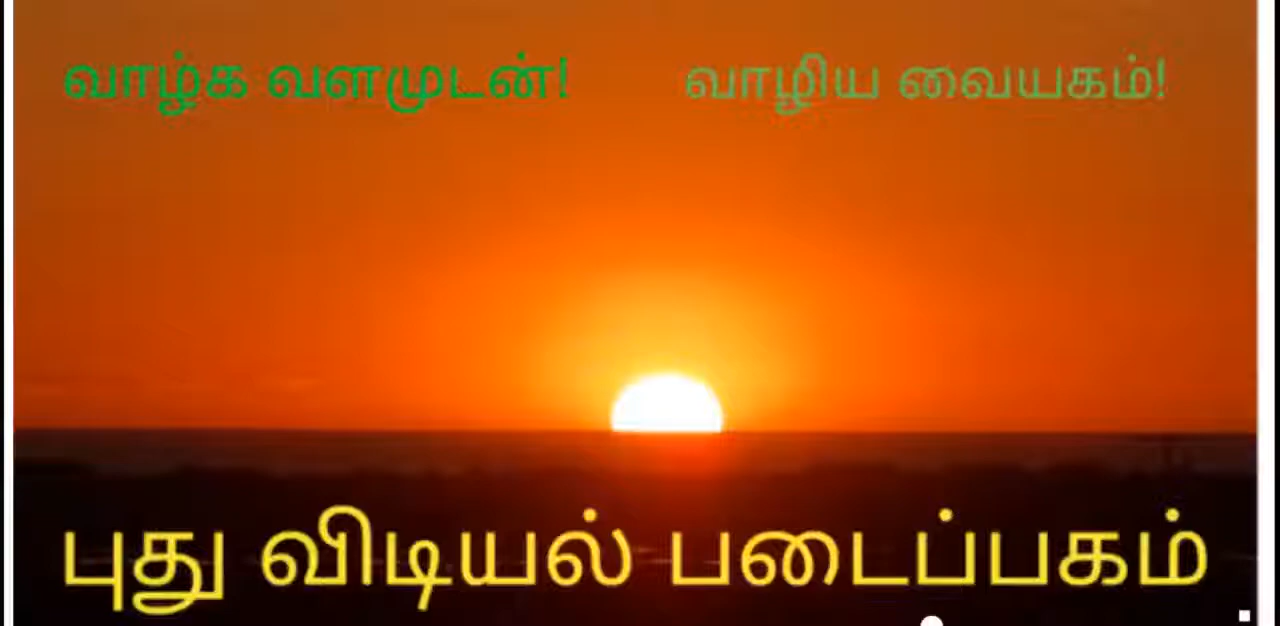 வாழ்க வளமுடன்! வாழிய வையகம்!
புது விடியல் படைப்பகம்